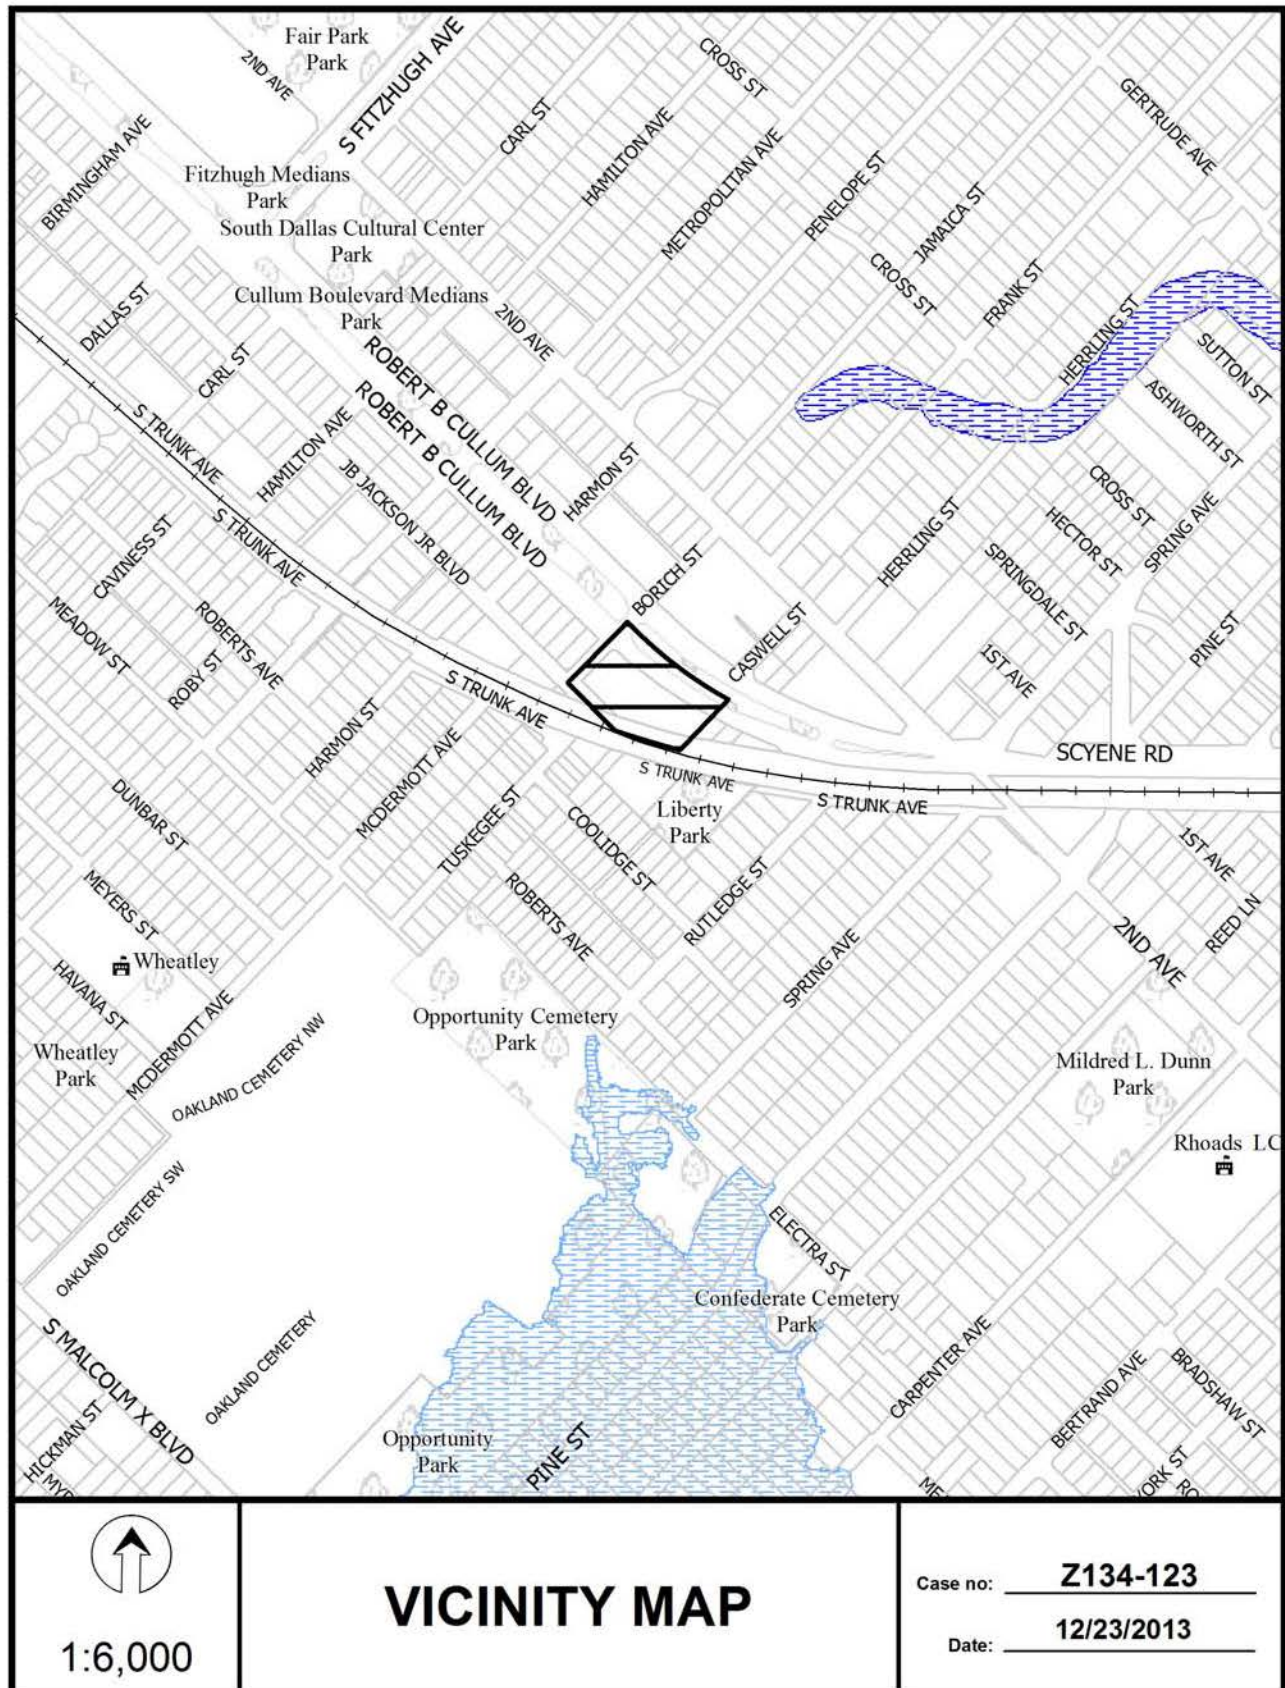 Fair Park
Park
2ND AVE
S FITZHUGH AVE
CROSS ST
GERTRUDE AVE
BIRMINGHAM AVE
CARL ST
HAMILTON AVE
METROPOLITAN AVE
PENELOPE ST
JAMAICA ST
Fitzhugh Medians
Park
South Dallas Cultural Center
Park
Cullum Boulevard Medians
Park
CROSS ST
FRANK ST
HERRLING ST
SUTTON ST
DALLAS ST
2ND AVE
CARL ST
ROBERT B CULLUM BLVD
ROBERT B CULLUM BLVD
ASHWORTH ST
S TRUNK AVE
HAMILTON AVE
JB JACKSON JR BLVD
HARMON ST
CROSS ST
HECTOR ST
SPRING AVE
S TRUNK AVE
CAVINESS ST
HERRLING ST
SPRINGDALE ST
BORICH ST
MEADOW ST
ROBERTS AVE
ROBY ST
CASWELL ST
1ST AVE
PINE ST
S TRUNK AVE
HARMON ST
MCDERMOTT AVE
SCYENE RD
S TRUNK AVE
S TRUNK AVE
Liberty
Park
DUNBAR ST
TUSKEGEE ST
COOLIDGE ST
1ST AVE
MEYERS ST
ROBERTS AVE
RUTLEDGE ST
REED LN
2ND AVE
Wheatley
HAVANA ST
SPRING AVE
MCDERMOTT AVE
Opportunity Cemetery
Park
Wheatley
Park
OAKLAND CEMETERY NW
Mildred L. Dunn
Park
Rhoads LC
OAKLAND CEMETERY SW
ELECTRA ST
Confederate Cemetery
Park
S MALCOLM X BLVD
OAKLAND CEMETERY
CARPENTER AVE
BERTRAND AVE
BRADSHAW ST
HICKMAN ST
Opportunity
Park
PINE ST
YORK ST
1:6,000
VICINITY MAP
Case no: Z134-123
Date: 12/23/2013